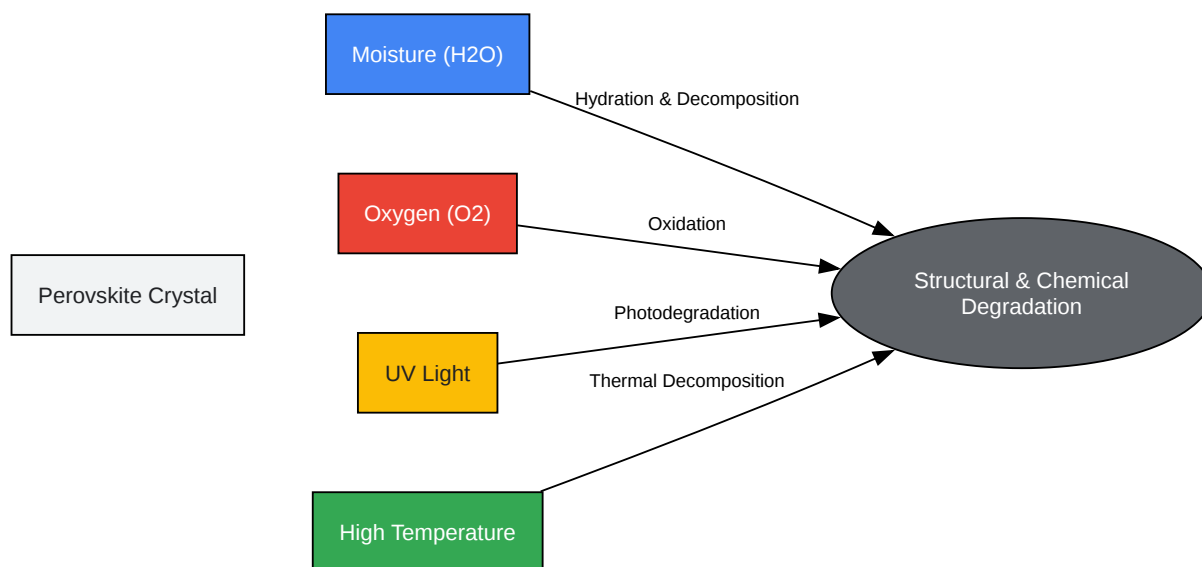 Moisture (H2O)
Hydration & Decomposition
Oxygen (O2)
Oxidation
Perovskite Crystal
Structural & Chemical
Degradation
Photodegradation
UV Light
Thermal Decomposition
High Temperature